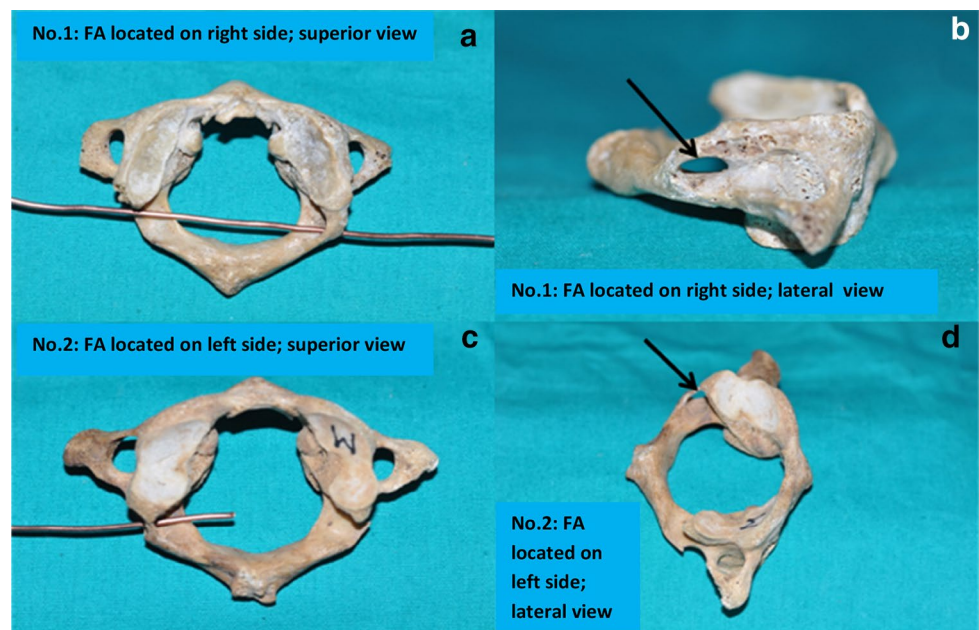 No.1: FA located on right side; superior view
a
b
No.1: FA located on right side; lateral view
No.2: FA located on left side; superior view
c
d
M
No.2: FA
located on
left side;
lateral view